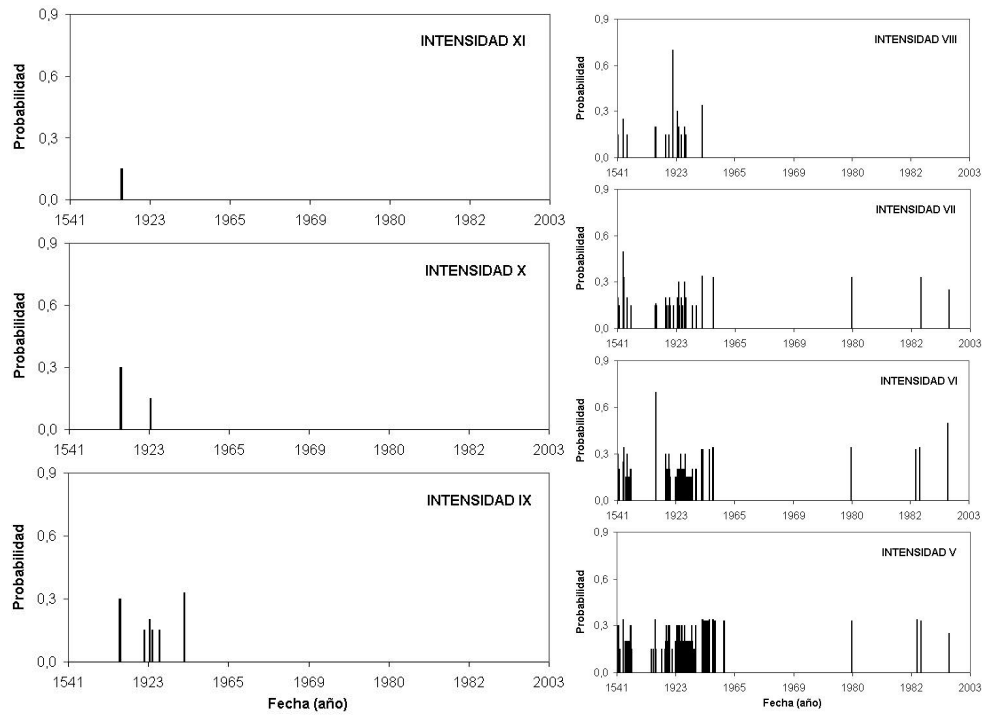 INTENSIDAD XI
Probabilidad
0,9
0,6
0,3
0,0
1541 1923 1965 1969 1980 1982 2003
INTENSIDAD X
Probabilidad
0,9
0,6
0,3
0,0
1541 1923 1965 1969 1980 1982 2003
INTENSIDAD IX
Probabilidad
0,9
0,6
0,3
0,0
1541 1923 1965 1969 1980 1982 2003
Fecha (año)
INTENSIDAD VIII
Probabilidad
0,9
0,6
0,3
0,0
1541 1923 1965 1969 1980 1982 2003
INTENSIDAD VII
Probabilidad
0,9
0,6
0,3
0,0
1541 1923 1965 1969 1980 1982 2003
INTENSIDAD VI
Probabilidad
0,9
0,6
0,3
0,0
1541 1923 1965 1969 1980 1982 2003
INTENSIDAD V
Probabilidad
0,9
0,6
0,3
0,0
1541 1923 1965 1969 1980 1982 2003
Fecha (año)